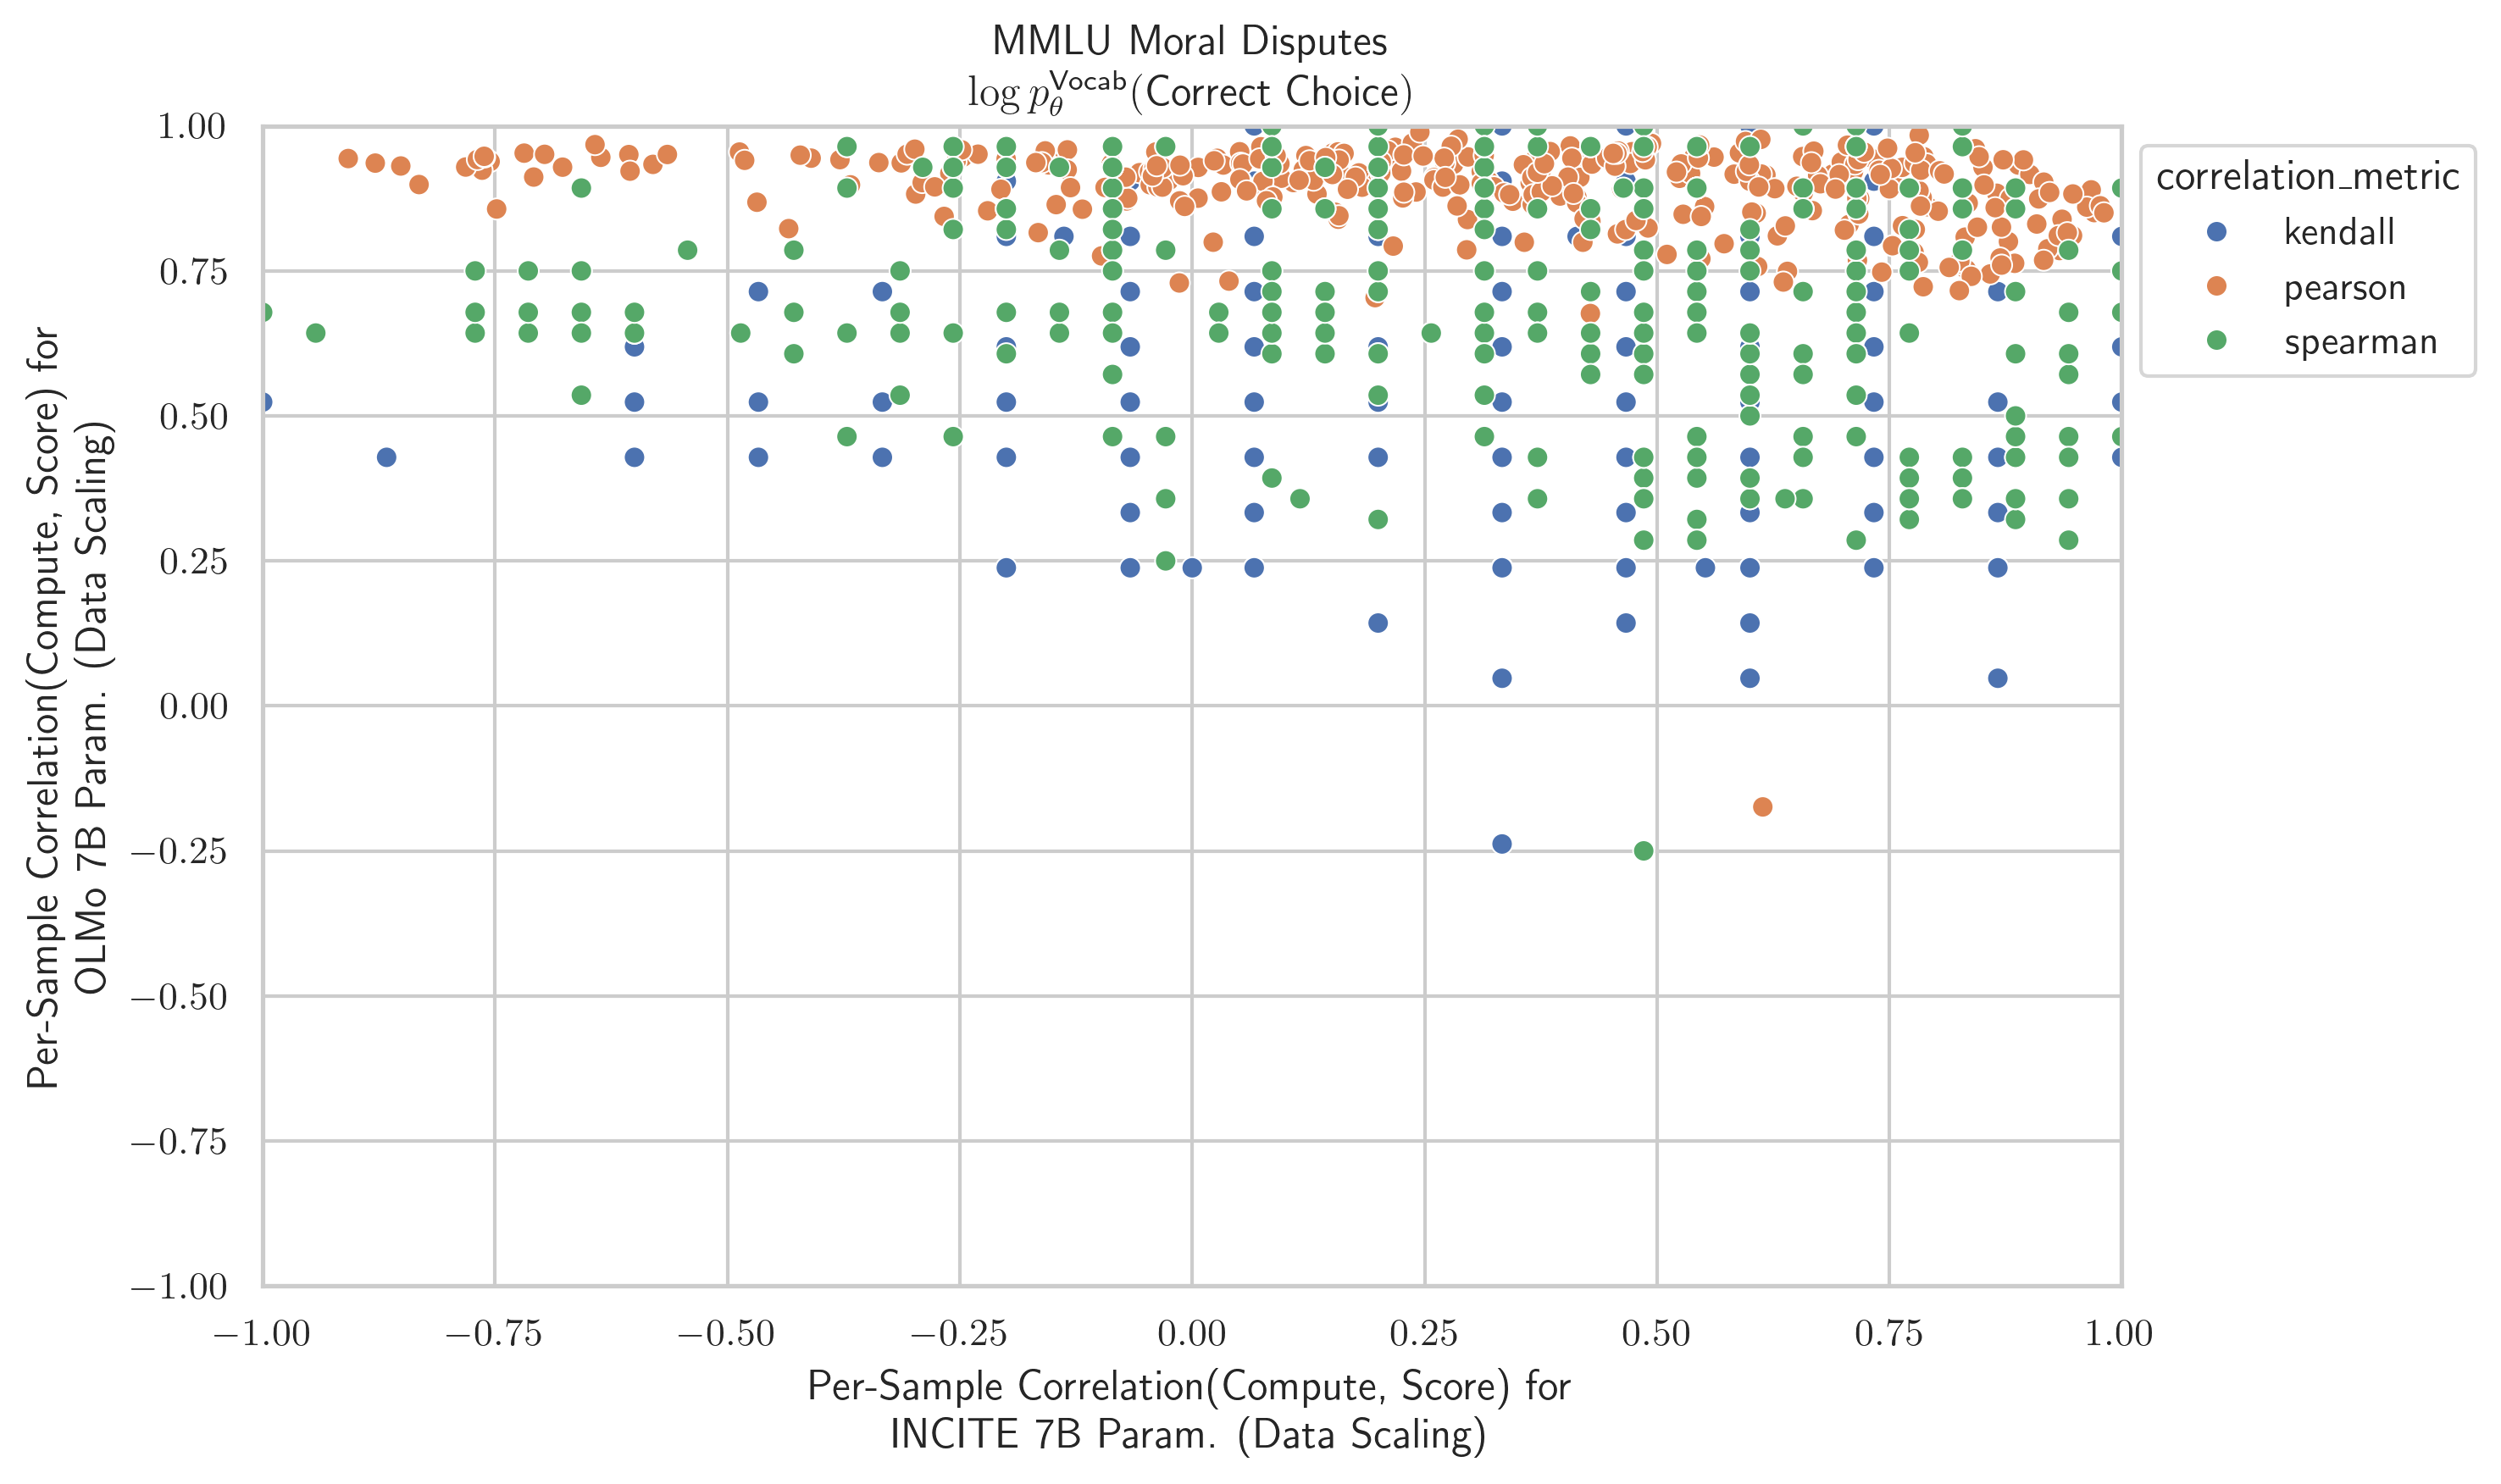 MMLU Moral Disputes
log p_θ^Vocab(Correct Choice)
1.00
0.75
0.50
0.25
0.00
−0.25
−0.50
−0.75
−1.00
Per-Sample Correlation(Compute, Score) for
OLMo 7B Param. (Data Scaling)
−1.00 −0.75 −0.50 −0.25 0.00 0.25 0.50 0.75 1.00
Per-Sample Correlation(Compute, Score) for
INCITE 7B Param. (Data Scaling)
correlation_metric
kendall
pearson
spearman